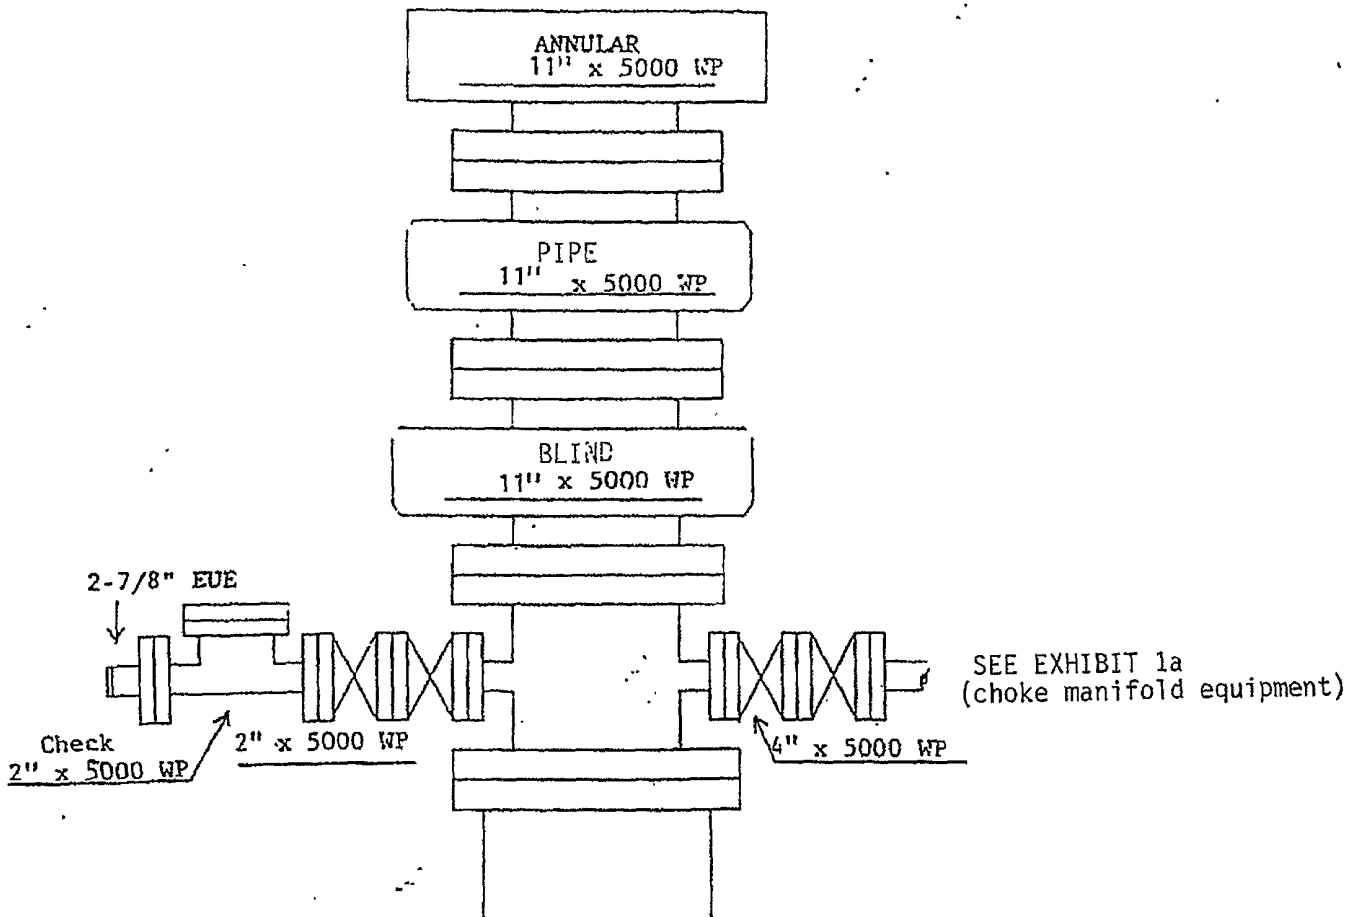 ANNULAR
11" x 5000 WP
PIPE
11" x 5000 WP
BLIND
11" x 5000 WP
2-7/8" EUE
SEE EXHIBIT 1a
(choke manifold equipment)
Check
2" x 5000 WP
2" x 5000 WP
4" x 5000 WP